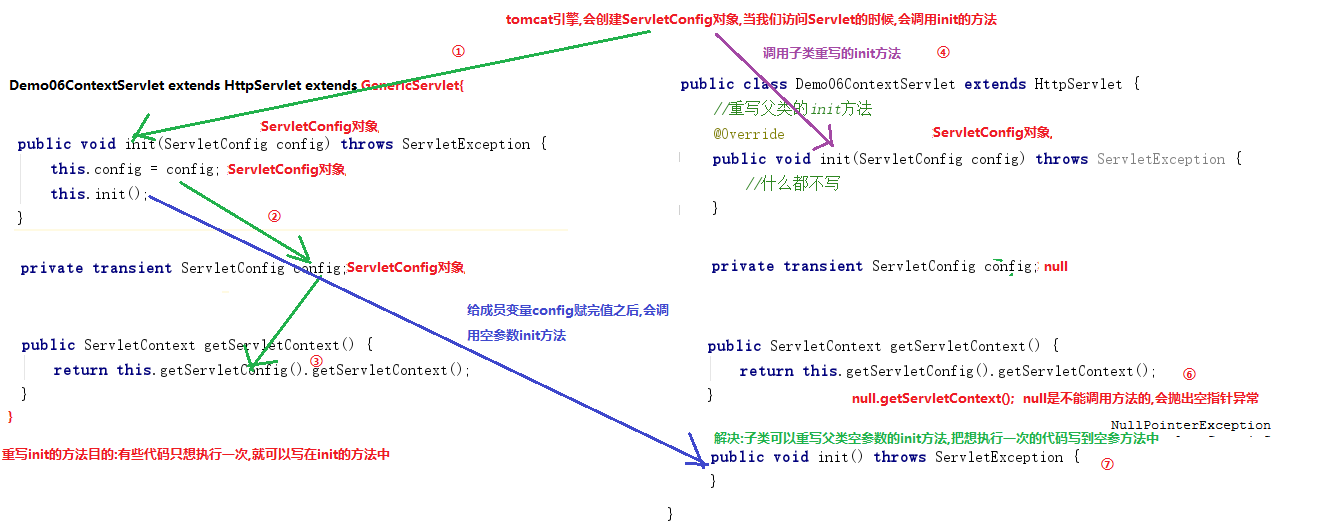 tomcat引擎,会创建ServletConfig对象,当我们访问Servlet的时候,会调用init的方法
①
调用子类重写的init方法 ④
Demo06ContextServlet extends HttpServlet extends GenericServlet{
ServletConfig对象,
public void init(ServletConfig config) throws ServletException {
this.config = config; ServletConfig对象,
this.init();
}
②
private transient ServletConfig config;ServletConfig对象,
给成员变量config赋完值之后,会调
用空参数init方法
public ServletContext getServletContext() {
③
return this.getServletConfig().getServletContext();
}
}
重写init的方法目的:有些代码只想执行一次,就可以写在init的方法中
public class Demo06ContextServlet extends HttpServlet {
//重写父类的init方法
@Override
ServletConfig对象,
public void init(ServletConfig config) throws ServletException {
//什么都不写
}
private transient ServletConfig config; null
public ServletContext getServletContext() {
return this.getServletConfig().getServletContext(); ⑥
}
null.getServletContext(); null是不能调用方法的,会抛出空指针异常
NullPointerException
解决:子类可以重写父类空参数的init方法,把想执行一次的代码写到空参方法中
public void init() throws ServletException { ⑦
}
}